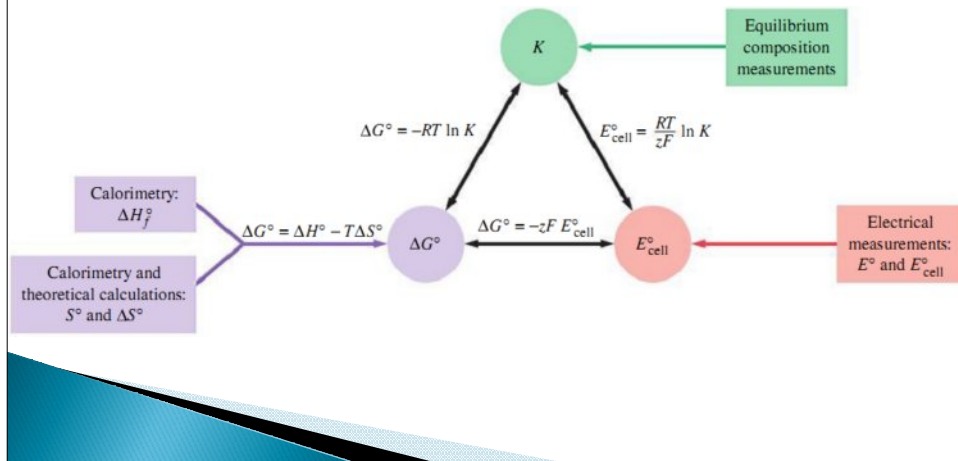 K
Equilibrium
composition
measurements
ΔG° = −RT ln K
E°cell = RT/zF ln K
Calorimetry:
ΔHf°
ΔG° = ΔH° − TΔS°
ΔG°
ΔG° = −zF E°cell
E°cell
Electrical
measurements:
E° and E°cell
Calorimetry and
theoretical calculations:
S° and ΔS°